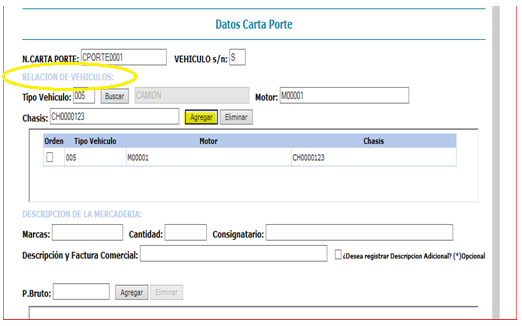 Datos Carta Porte
N.CARTA PORTE: CPORTE0001 VEHICULO s/n: S
RELACION DE VEHICULOS:
Tipo Vehiculo: 005 Buscar CAMION Motor: M00001
Chasis: CH0000123 Agregar Eliminar
Orden Tipo Vehiculo Motor Chasis
005 M00001 CH0000123
DESCRIPCION DE LA MERCADERIA:
Marcas: Cantidad: Consignatario:
Descripción y Factura Comercial: ¿Desea registrar Descripcion Adicional? (*)Opcional
P.Bruto: Agregar Eliminar